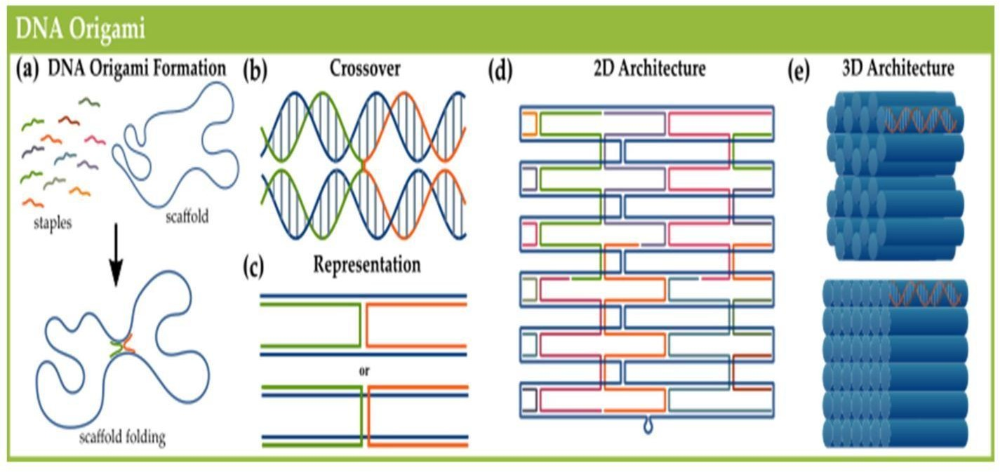 DNA Origami
(a) DNA Origami Formation
staples
scaffold
scaffold folding
(b) Crossover
(c) Representation
or
(d) 2D Architecture
(e) 3D Architecture